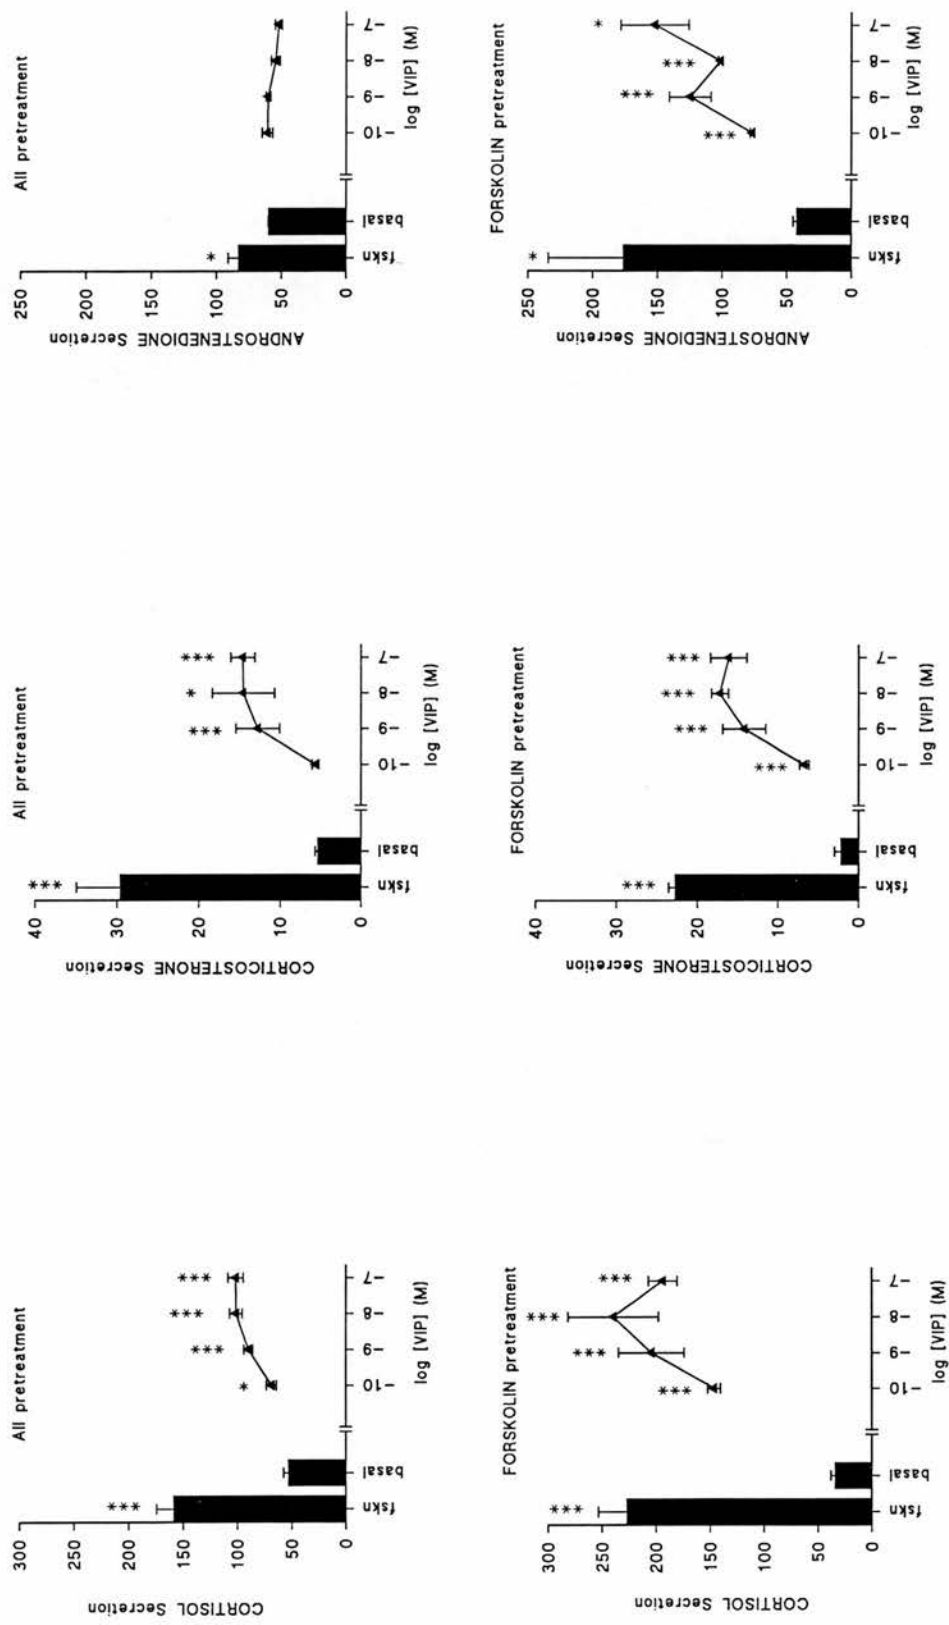 AII pretreatment
CORTISOL Secretion
300
250
200
150
100
50
0
***
*
***
***
***
fskn
basal
-10
-9
-8
-7
log [VIP] (M)
AII pretreatment
CORTICOSTERONE Secretion
40
30
20
10
0
***
***
*
***
fskn
basal
-10
-9
-8
-7
log [VIP] (M)
AII pretreatment
ANDROSTENEDIONE Secretion
250
200
150
100
50
0
*
fskn
basal
-10
-9
-8
-7
log [VIP] (M)
FORSKOLIN pretreatment
CORTISOL Secretion
300
250
200
150
100
50
0
***
***
***
***
***
fskn
basal
-10
-9
-8
-7
log [VIP] (M)
FORSKOLIN pretreatment
CORTICOSTERONE Secretion
40
30
20
10
0
***
***
***
***
***
fskn
basal
-10
-9
-8
-7
log [VIP] (M)
FORSKOLIN pretreatment
ANDROSTENEDIONE Secretion
250
200
150
100
50
0
*
***
***
***
*
fskn
basal
-10
-9
-8
-7
log [VIP] (M)